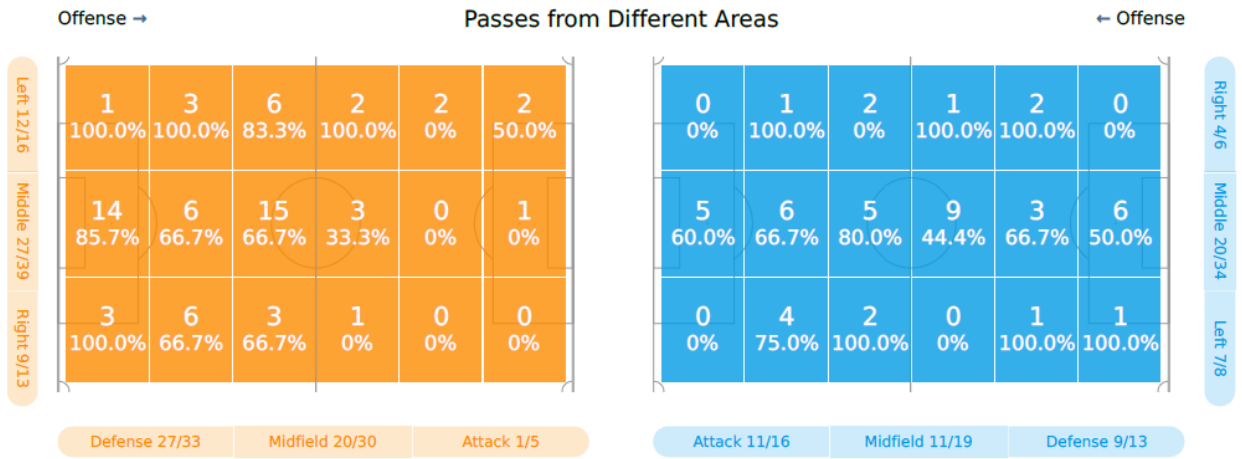 Offense →
Passes from Different Areas
← Offense
Left 12/16
Middle 27/39
Right 9/13
1 3 6 2 2 2
100.0% 100.0% 83.3% 100.0% 0% 50.0%
14 6 15 3 0 1
85.7% 66.7% 66.7% 33.3% 0% 0%
3 6 3 1 0 0
100.0% 66.7% 66.7% 0% 0% 0%
Defense 27/33 Midfield 20/30 Attack 1/5
0 1 2 1 2 0
0% 100.0% 0% 100.0% 100.0% 0%
5 6 5 9 3 6
60.0% 66.7% 80.0% 44.4% 66.7% 50.0%
0 4 2 0 1 1
0% 75.0% 100.0% 0% 100.0% 100.0%
Right 4/6
Middle 20/34
Left 7/8
Attack 11/16 Midfield 11/19 Defense 9/13